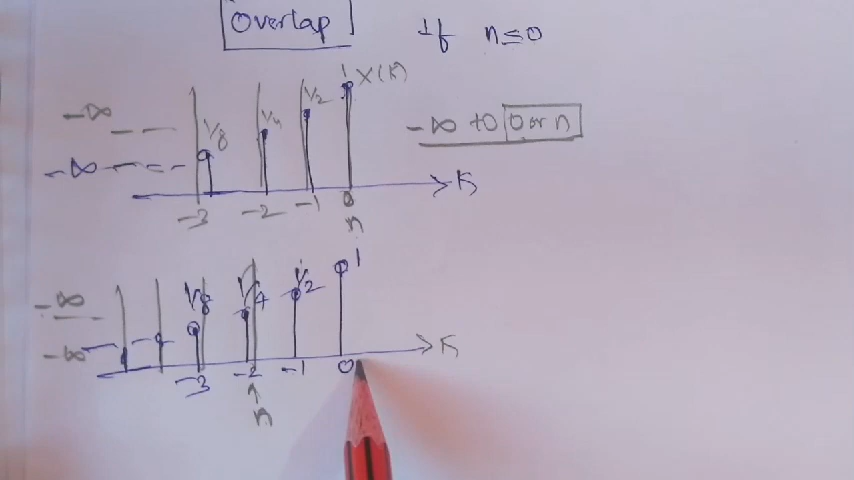 Overlap If n≤0
1 X(K)
-∞ 1/8 1/4 1/2
-∞ to 0 or n
-∞
K
-3 -2 -1 0
n
1
-∞ 1/8 1/4 1/2
-∞ K
-3 -2 -1 0
n